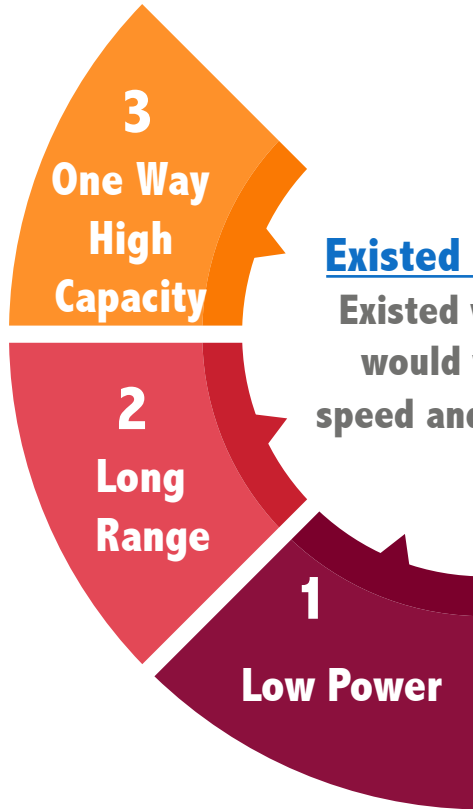 3
One Way
High
Capacity
Existed
Existed
would
speed and
2
Long
Range
1
Low Power